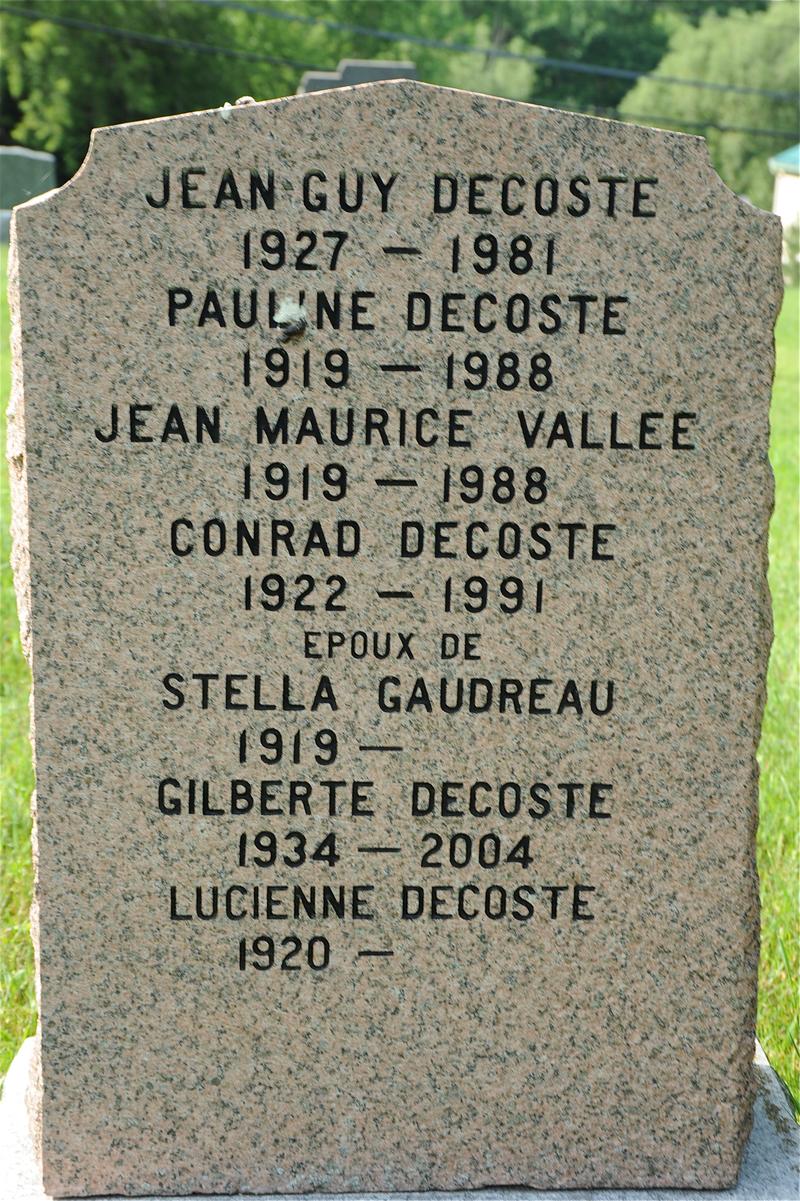 JEAN-GUY DECOSTE
1927 — 1981
PAULINE DECOSTE
1919 — 1988
JEAN MAURICE VALLEE
1919 — 1988
CONRAD DECOSTE
1922 — 1991
EPOUX DE
STELLA GAUDREAU
1919 —
GILBERTE DECOSTE
1934 — 2004
LUCIENNE DECOSTE
1920 —